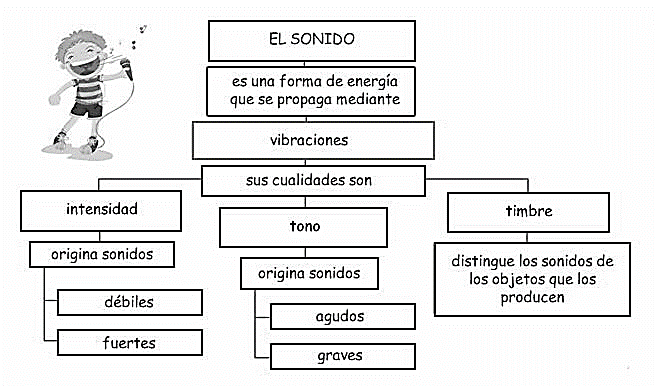 EL SONIDO
es una forma de energía
que se propaga mediante
vibraciones
sus cualidades son
intensidad
origina sonidos
débiles
fuertes
tono
origina sonidos
agudos
graves
timbre
distingue los sonidos de
los objetos que los
producen